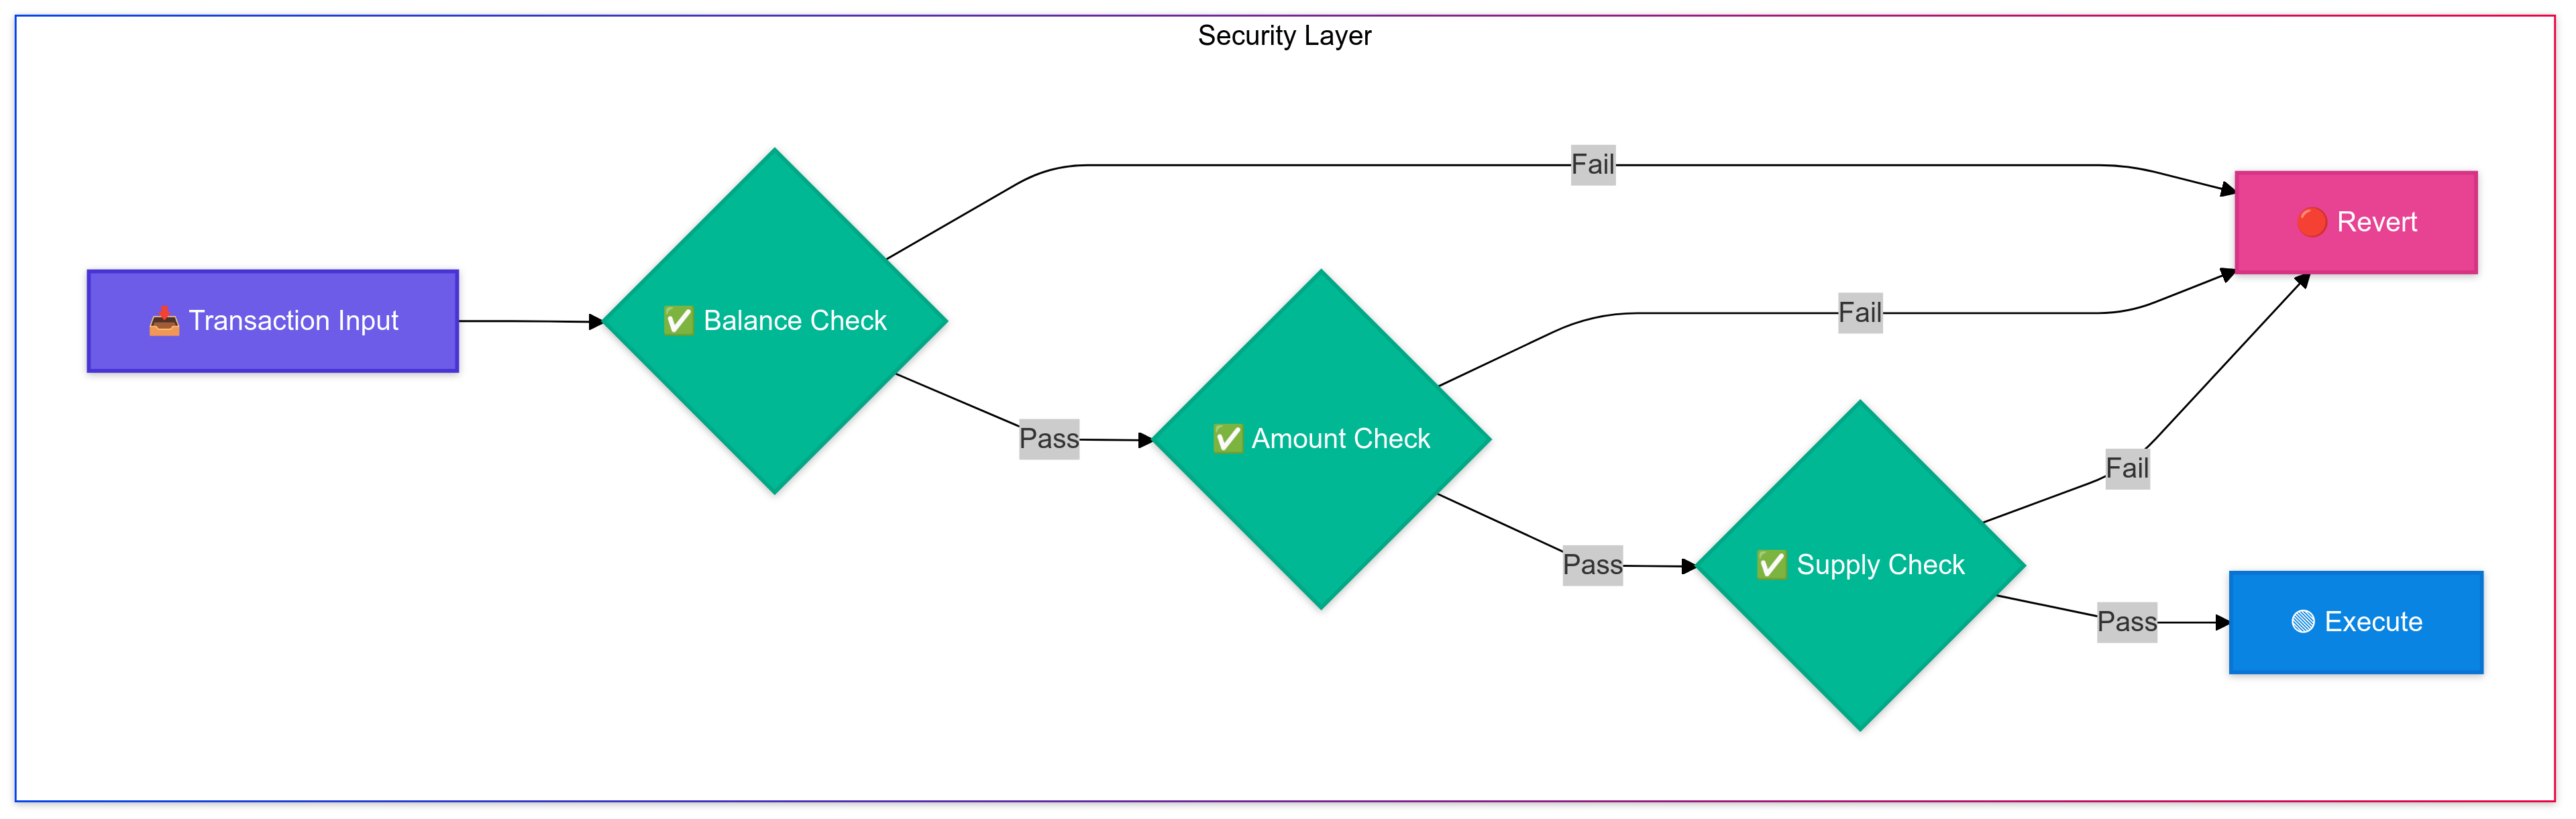 Security Layer
📥 Transaction Input
✅ Balance Check
Fail
Pass
✅ Amount Check
Fail
Pass
✅ Supply Check
Fail
Pass
🔴 Revert
🟢 Execute